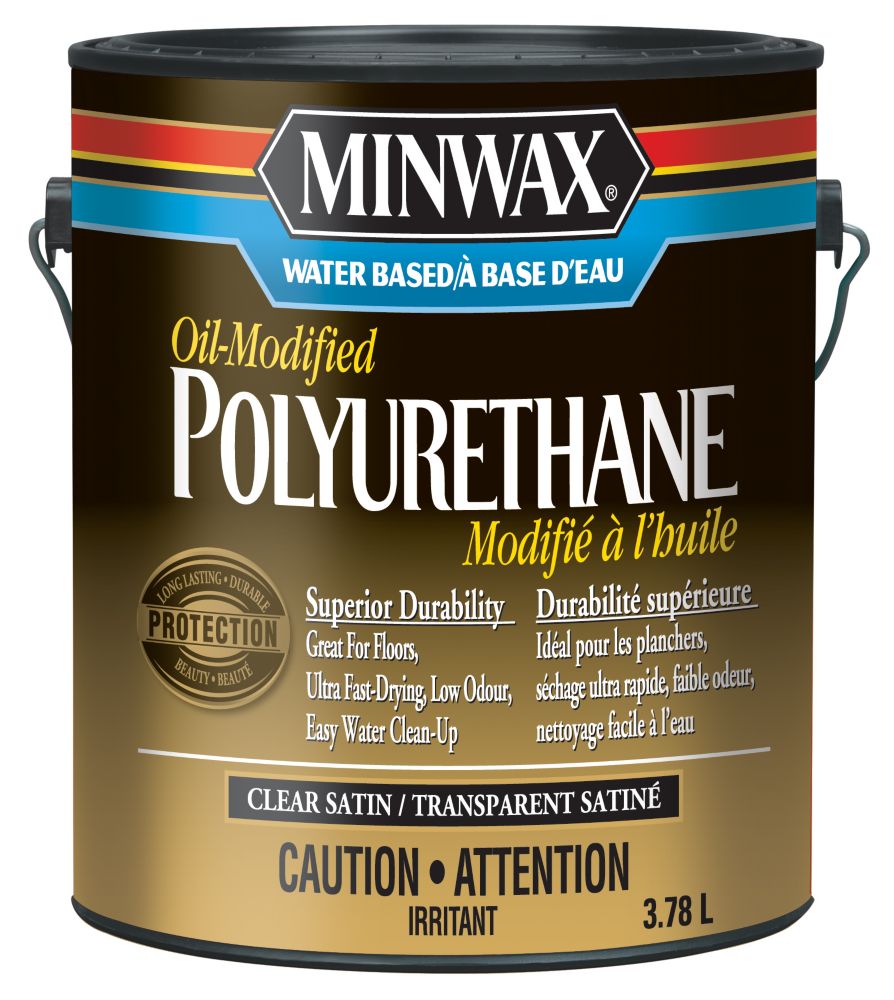 MINWAX®
WATER BASED/À BASE D'EAU
Oil-Modified
POLYURETHANE
Modifié à l'huile
LONG LASTING • DURABLE
PROTECTION
BEAUTY • BEAUTÉ
Superior Durability
Great For Floors,
Ultra Fast-Drying, Low Odour,
Easy Water Clean-Up
Durabilité supérieure
Idéal pour les planchers,
séchage ultra rapide, faible odeur,
nettoyage facile à l'eau
CLEAR SATIN / TRANSPARENT SATINÉ
CAUTION • ATTENTION
IRRITANT
3.78 L